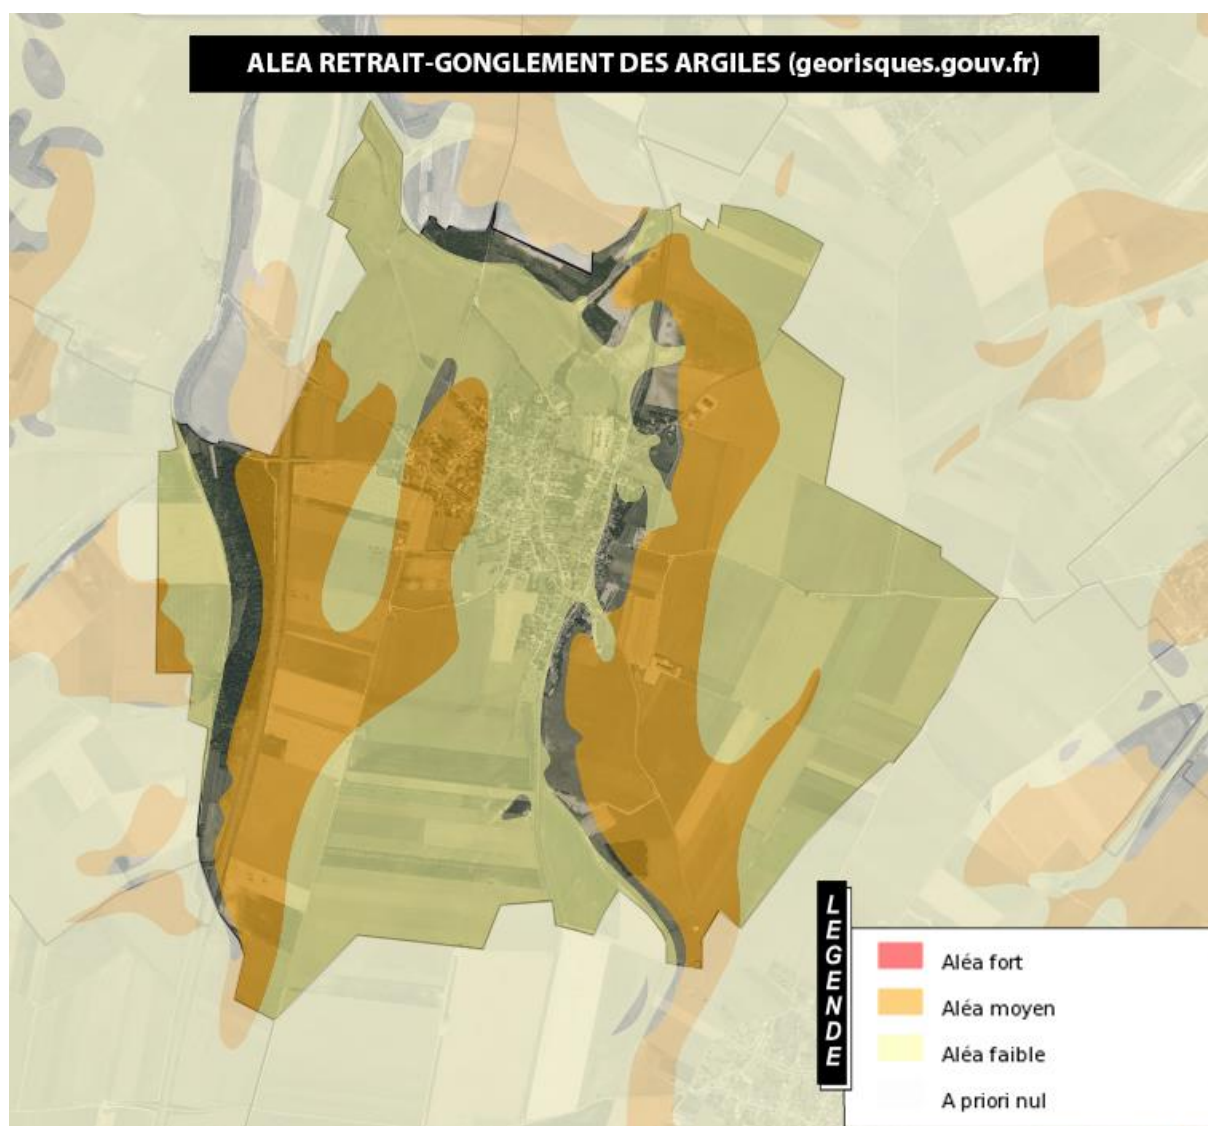 ALEA RETRAIT-GONGLEMENT DES ARGILES (georisques.gouv.fr)
LEGENDE
Aléa fort
Aléa moyen
Aléa faible
A priori nul